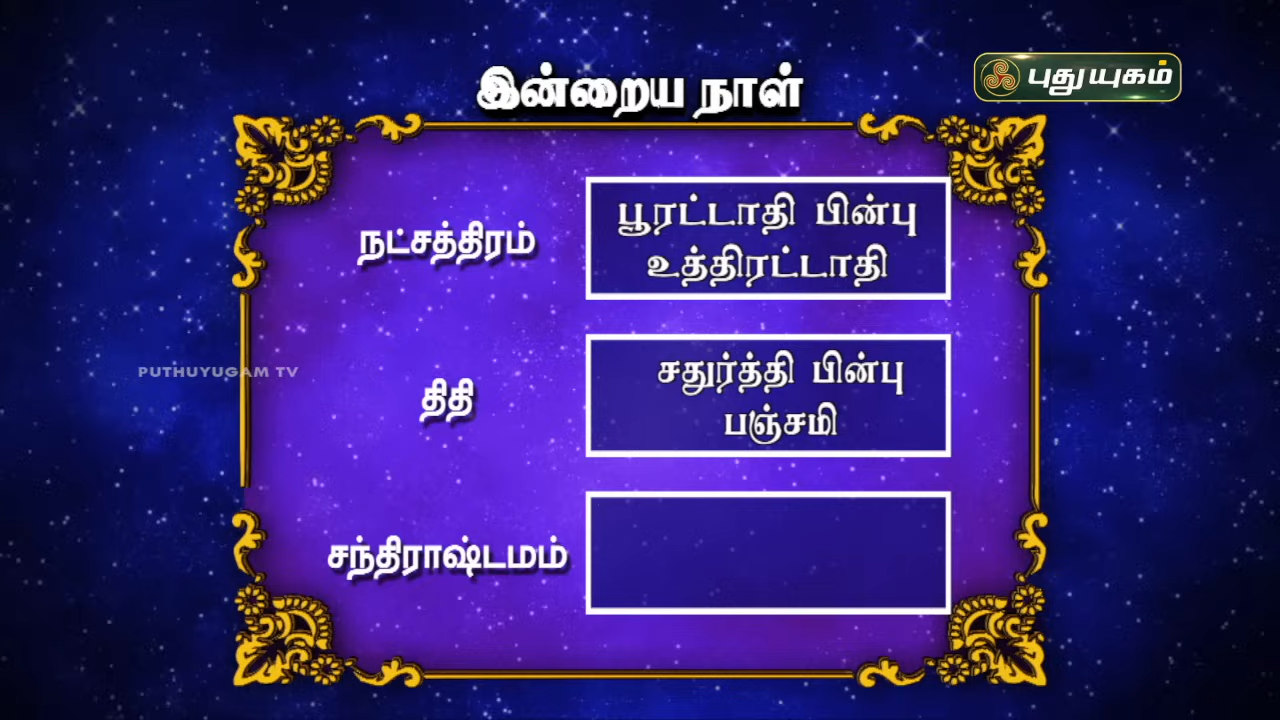 இன்றைய நாள்
புதுயுகம்
நட்சத்திரம்
பூரட்டாதி பின்பு
உத்திரட்டாதி
PUTHUYUGAM TV
திதி
சதுர்த்தி பின்பு
பஞ்சமி
சந்திராஷ்டமம்